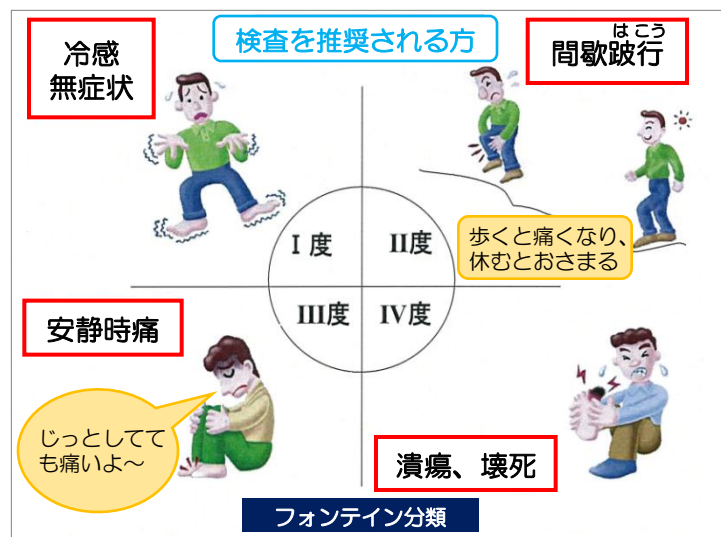 検査を推奨される方
冷感
無症状
はこう
間歇跛行
I度
II度
歩くと痛くなり、
休むとおさまる
III度
IV度
安静時痛
じっとしてて
も痛いよ～
潰瘍、壊死
フォンテイン分類